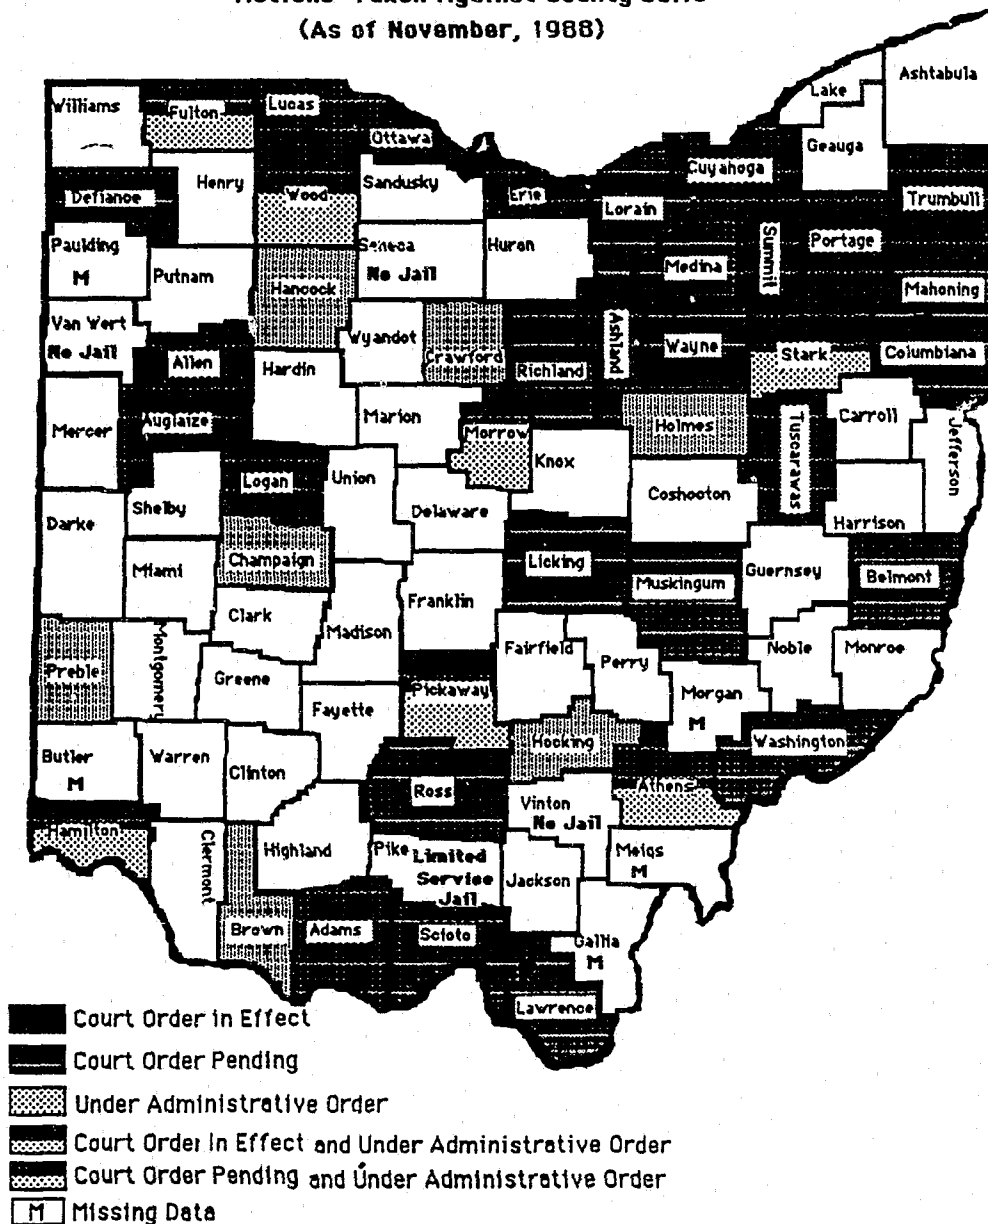 (As of November, 1988)
Ashtabula
Lake
Williams
Fulton
Lucas
Ottawa
Geauga
Cuyahoga
Defiance
Henry
Wood
Sandusky
Erie
Lorain
Trumbull
Paulding
M
Putnam
Hancock
Seneca
No Jail
Huron
Medina
Summit
Portage
Mahoning
Van Wert
No Jail
Allen
Hardin
Wyandot
Crawford
Richland
Ashland
Wayne
Stark
Columbiana
Mercer
Auglaize
Marion
Morrow
Knox
Holmes
Tuscarawas
Carroll
Jefferson
Logan
Union
Delaware
Coshocton
Harrison
Darke
Shelby
Miami
Champaign
Licking
Muskingum
Guernsey
Belmont
Clark
Madison
Franklin
Fairfield
Perry
Noble
Monroe
Preble
Montgomery
Greene
Fayette
Pickaway
Morgan
M
Butler
M
Warren
Clinton
Hocking
Washington
Ross
Athens
Vinton
No Jail
Hamilton
Clermont
Highland
Pike
Limited
Service
Jail
Jackson
Meigs
M
Brown
Adams
Scioto
Gallia
M
Lawrence
Court Order in Effect
Court Order Pending
Under Administrative Order
Court Order In Effect and Under Administrative Order
Court Order Pending and Under Administrative Order
M Missing Data